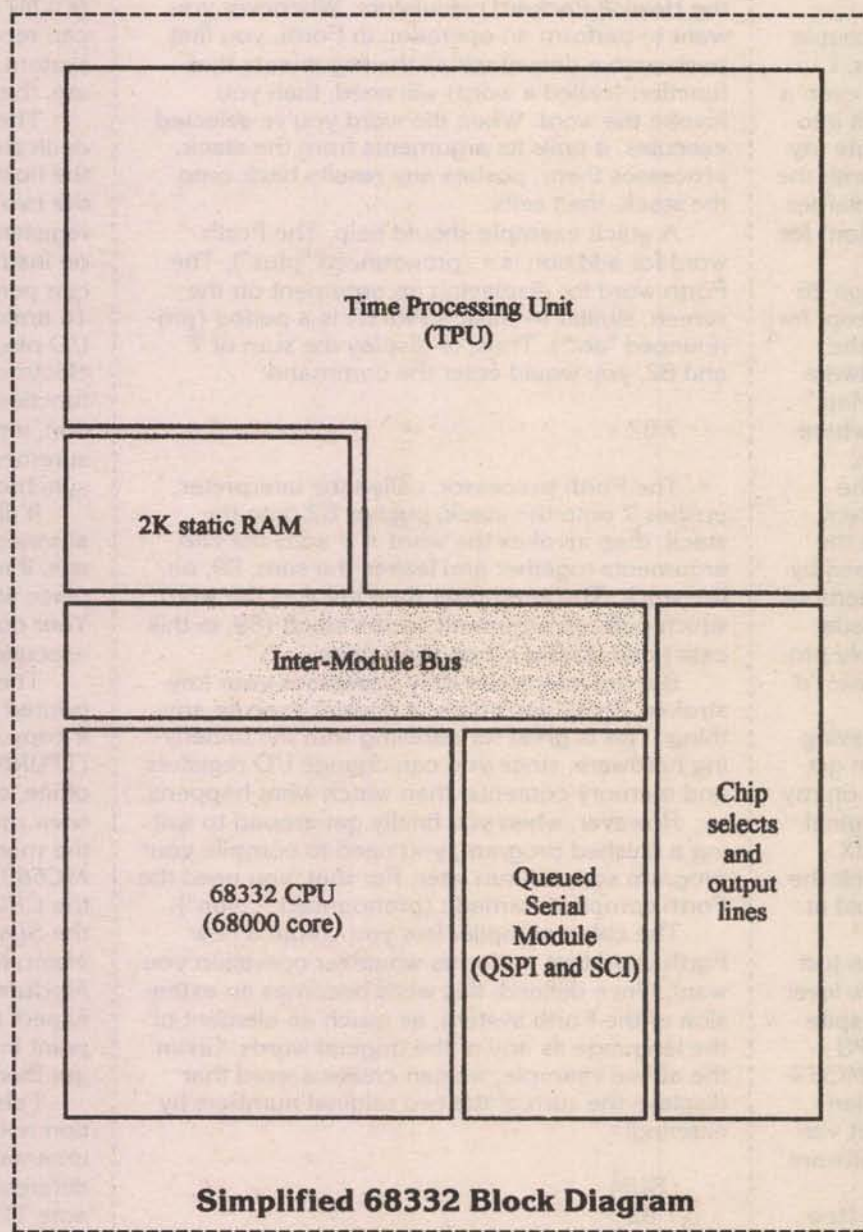 Time Processing Unit
(TPU)
2K static RAM
Inter-Module Bus
68332 CPU
(68000 core)
Queued
Serial
Module
(QSPI and SCI)
Chip
selects
and
output
lines
Simplified 68332 Block Diagram